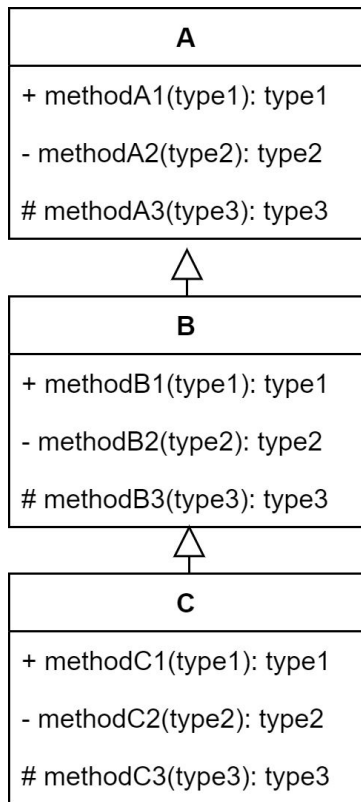 A
+ methodA1(type1): type1
- methodA2(type2): type2
# methodA3(type3): type3
B
+ methodB1(type1): type1
- methodB2(type2): type2
# methodB3(type3): type3
C
+ methodC1(type1): type1
- methodC2(type2): type2
# methodC3(type3): type3